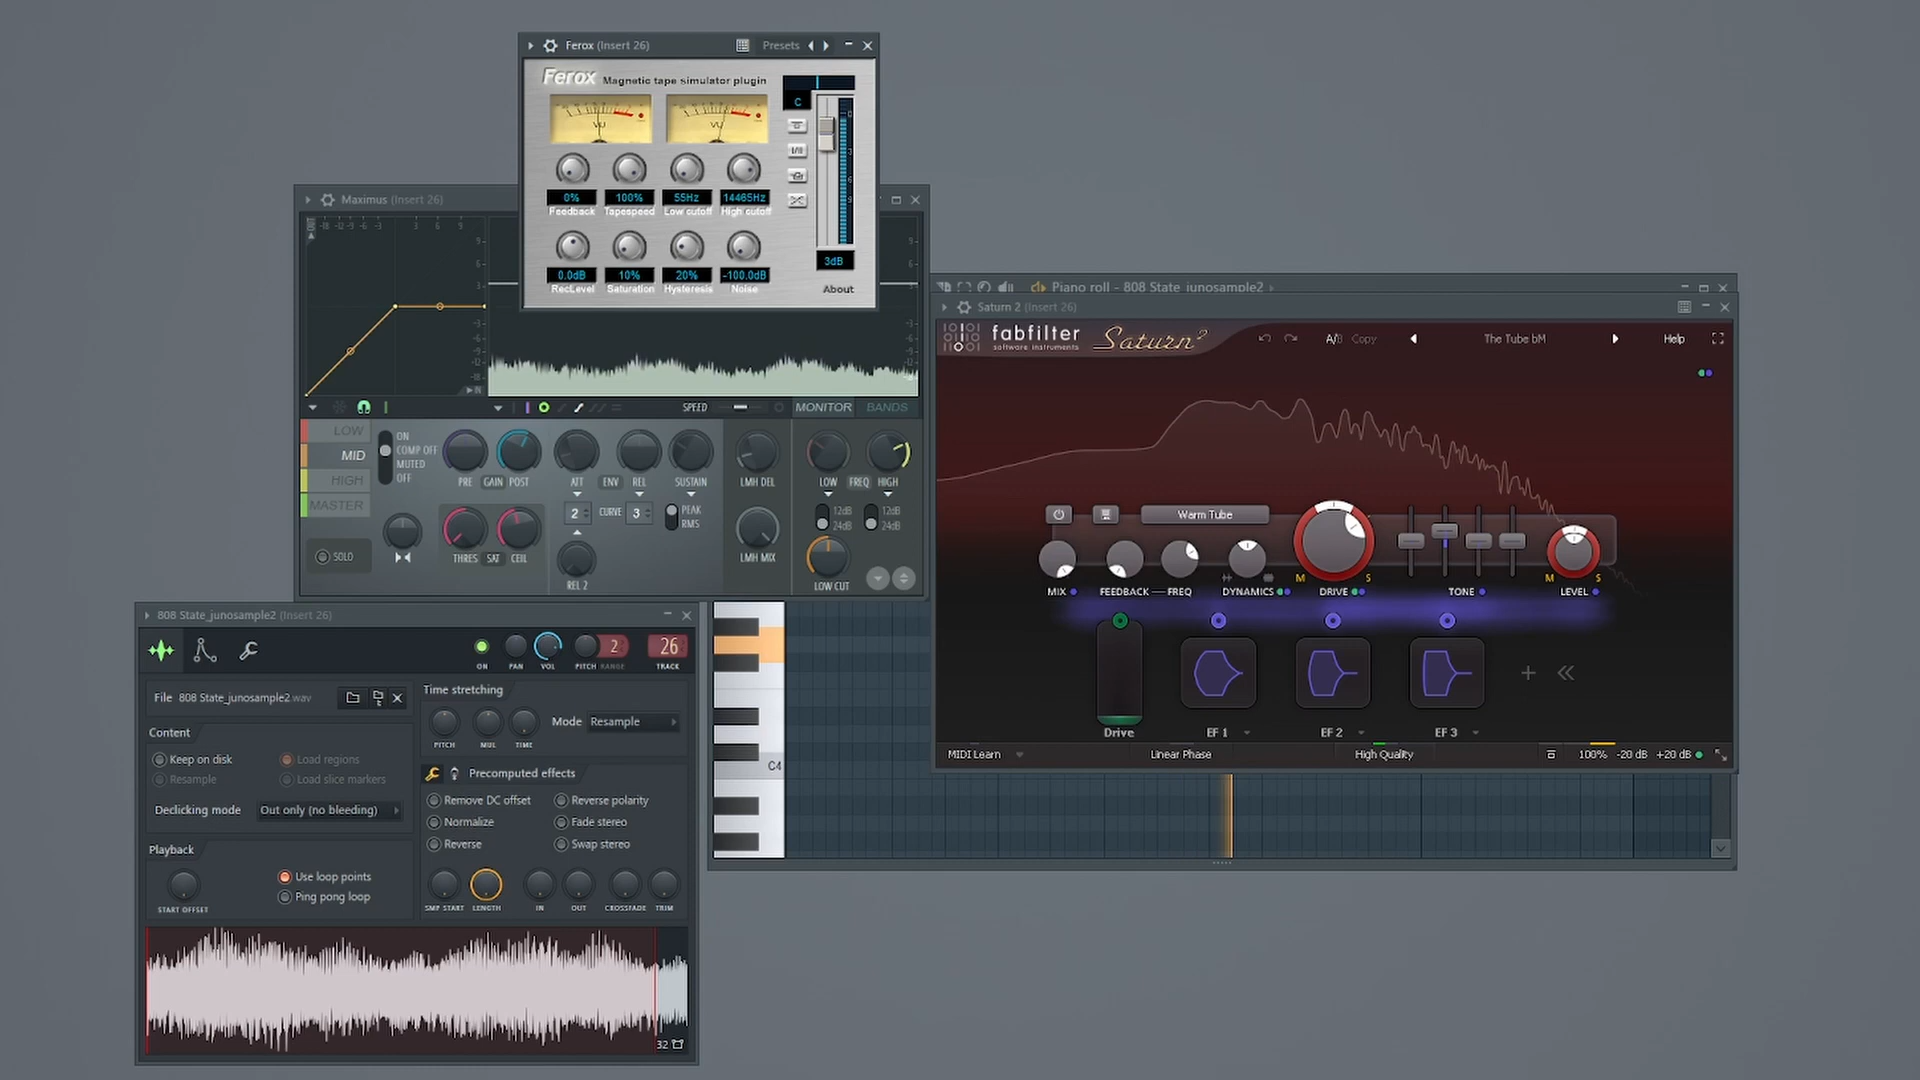 Ferox (Insert 26)
Presets
Ferox Magnetic tape simulator plugin
VU
VU
C
0% 100% 55Hz 14465Hz
Feedback Tapespeed Low cutoff High cutoff
0.0dB 10% 20% -100.0dB
RecLevel Saturation Hysteresis Noise
3dB
About
Maximus (Insert 26)
SPEED
MONITOR
BANDS
LOW
MID
HIGH
MASTER
SOLO
ON
COMP OFF
MUTED
OFF
PRE GAIN POST
ATT ENV REL SUSTAIN
THRES SAT CEIL
2 CURVE 3
PEAK
RMS
REL 2
LMH DEL
LMH MIX
LOW FREQ HIGH
12dB
24dB
12dB
24dB
LOW CUT
Piano roll - 808 State_junosample2
C4
Saturn 2 (Insert 26)
fabfilter
software instruments
Saturn2
A/B Copy
The Tube bM
Help
Warm Tube
M S
M S
MIX FEEDBACK FREQ DYNAMICS DRIVE TONE LEVEL
Drive EF 1 EF 2 EF 3
MIDI Learn Linear Phase High Quality 100% -20 dB +20 dB
808 State_junosample2 (Insert 26)
2 26
ON PAN VOL PITCH RANGE TRACK
File 808 State_junosample2.wav
Content
Keep on disk
Load regions
Resample
Load slice markers
Declicking mode Out only (no bleeding)
Playback
Use loop points
Ping pong loop
START OFFSET
Time stretching
Mode Resample
PITCH MUL TIME
Precomputed effects
Remove DC offset Reverse polarity
Normalize Fade stereo
Reverse Swap stereo
SMP START LENGTH IN OUT CROSSFADE TRIM
32